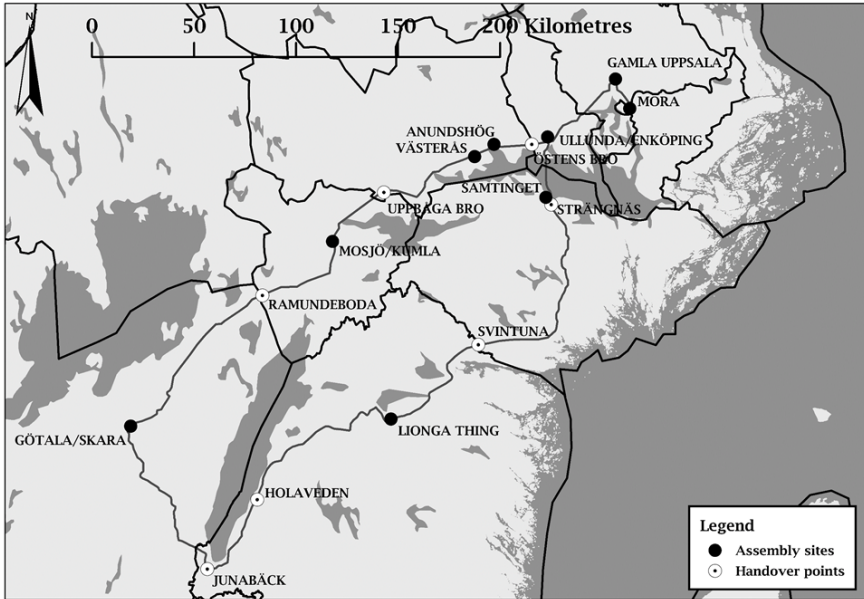 N
0 50 100 150 200 Kilometres
GAMLA UPPSALA
MORA
ANUNDSHÖG
VÄSTERÅS
ULLUNDA/ENKÖPING
ÖSTENS BRO
SAMTINGET
STRÄNGNÄS
UPPBÅGA BRO
MOSJÖ/KUMLA
RAMUNDEBODA
SVINTUNA
GÖTALA/SKARA
LIONGA THING
HOLAVEDEN
JUNABÄCK
Legend
Assembly sites
Handover points